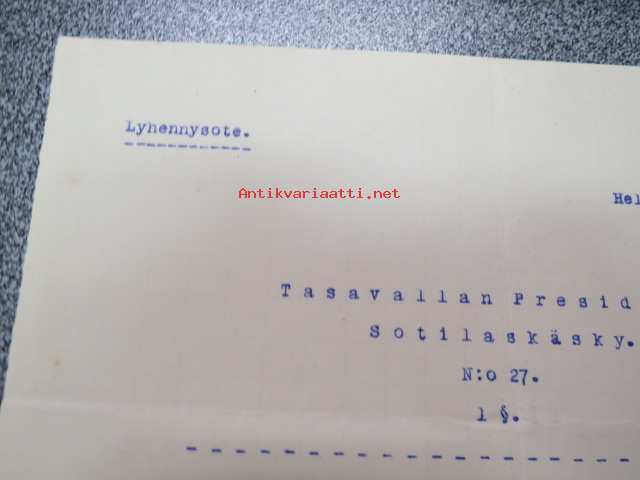 Lyhennysote.
Antikvariaatti.net
Hel
Tasavallan Presid
Sotilaskäsky.
N:o 27.
1 §.